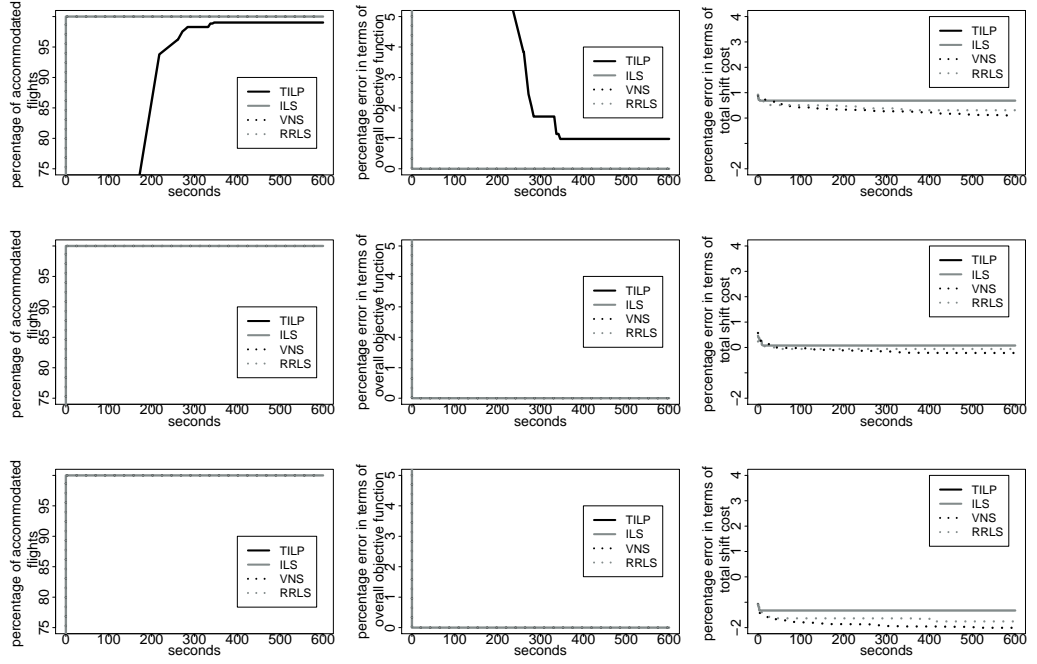 percentage of accommodated
flights
75 80 85 90 95
0 100 200 300 400 500 600
seconds
TILP
ILS
VNS
RRLS
percentage error in terms of
overall objective function
0 1 2 3 4 5
0 100 200 300 400 500 600
seconds
TILP
ILS
VNS
RRLS
percentage error in terms of
total shift cost
-2 0 1 2 3 4
0 100 200 300 400 500 600
seconds
TILP
ILS
VNS
RRLS
percentage of accommodated
flights
75 80 85 90 95
0 100 200 300 400 500 600
seconds
TILP
ILS
VNS
RRLS
percentage error in terms of
overall objective function
0 1 2 3 4 5
0 100 200 300 400 500 600
seconds
TILP
ILS
VNS
RRLS
percentage error in terms of
total shift cost
-2 0 1 2 3 4
0 100 200 300 400 500 600
seconds
TILP
ILS
VNS
RRLS
percentage of accommodated
flights
75 80 85 90 95
0 100 200 300 400 500 600
seconds
TILP
ILS
VNS
RRLS
percentage error in terms of
overall objective function
0 1 2 3 4 5
0 100 200 300 400 500 600
seconds
TILP
ILS
VNS
RRLS
percentage error in terms of
total shift cost
-2 0 1 2 3 4
0 100 200 300 400 500 600
seconds
TILP
ILS
VNS
RRLS